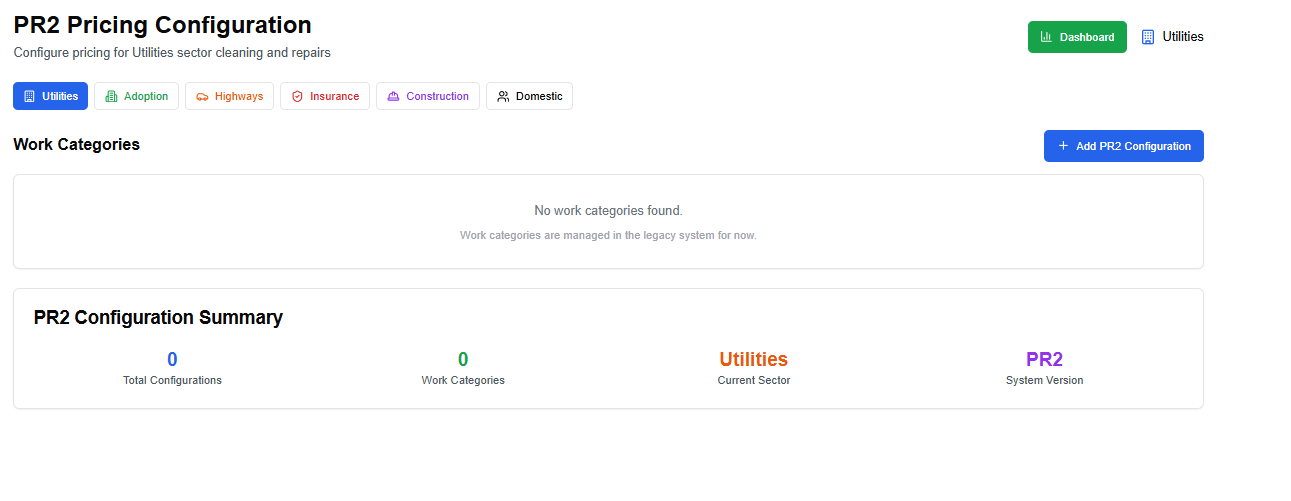 PR2 Pricing Configuration
Configure pricing for Utilities sector cleaning and repairs
Dashboard
Utilities
Utilities
Adoption
Highways
Insurance
Construction
Domestic
Work Categories
Add PR2 Configuration
No work categories found.
Work categories are managed in the legacy system for now.
PR2 Configuration Summary
0
Total Configurations
0
Work Categories
Utilities
Current Sector
PR2
System Version